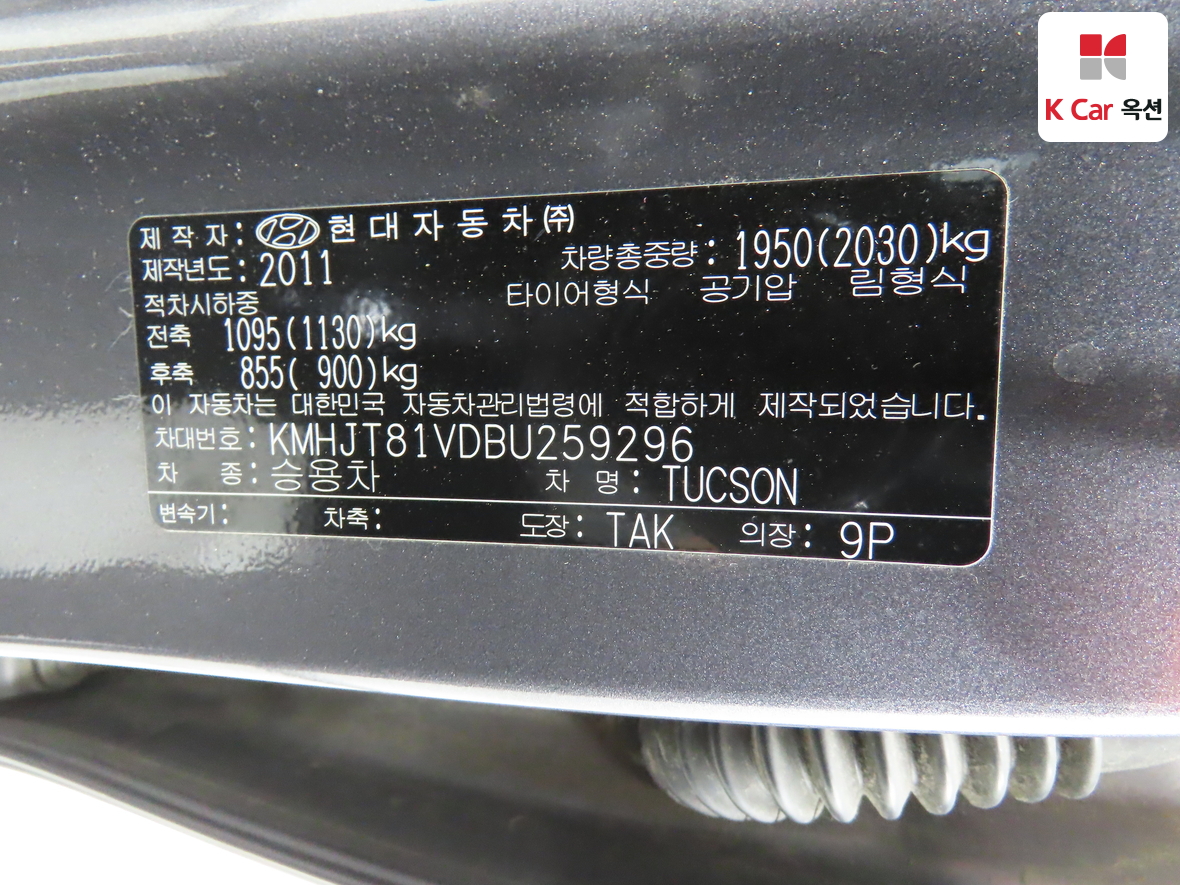 K Car 옥션
제 작 자 : 현 대 자 동 차 ㈜
제작년도 : 2011 차량총중량 : 1950(2030)kg
적차시하중 타이어형식 공기압 림형식
전축 1095(1130)kg
후축 855( 900)kg
이 자동차는 대한민국 자동차관리법령에 적합하게 제작되었습니다.
차대번호 : KMHJT81VDBU259296
차 종 : 승용차 차 명 : TUCSON
변속기 : 차축 : 도장 : TAK 의장 : 9P